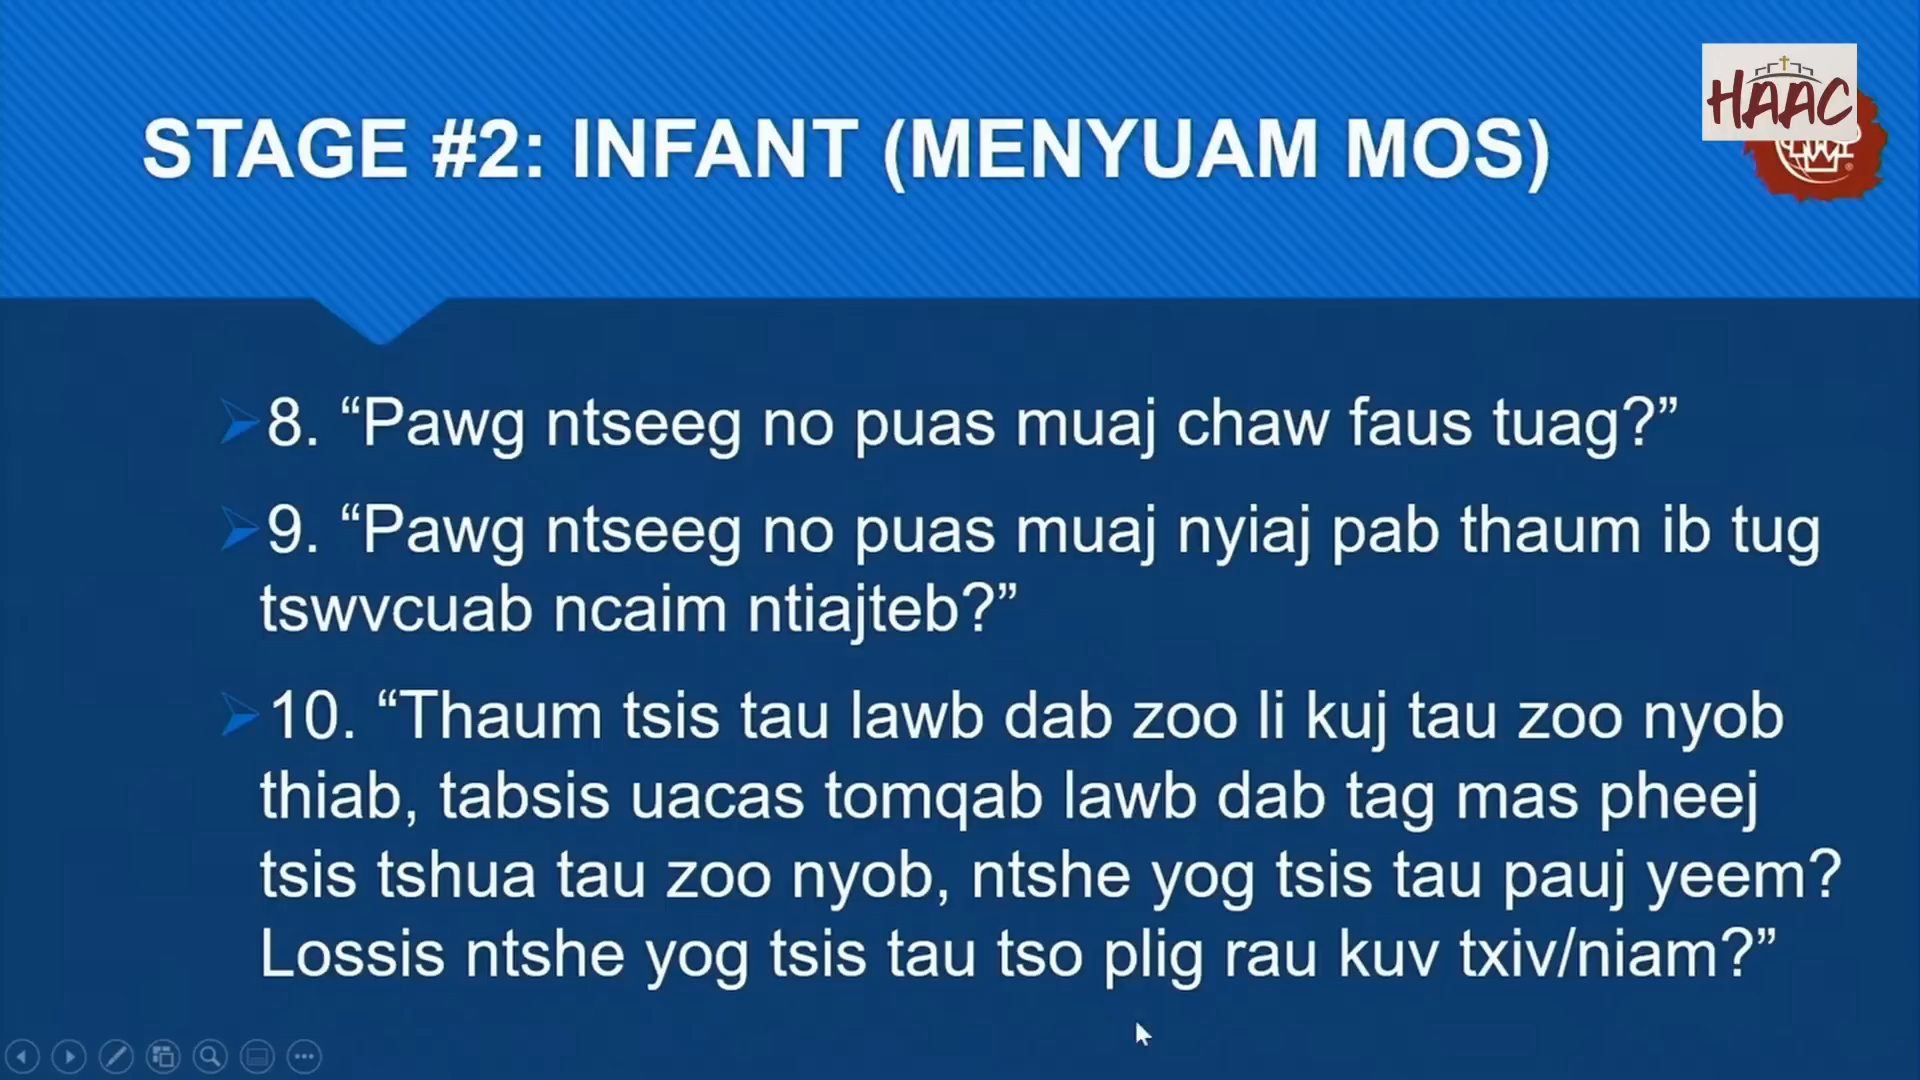 HAAC
STAGE #2: INFANT (MENYUAM MOS)
8. “Pawg ntseeg no puas muaj chaw faus tuag?”
9. “Pawg ntseeg no puas muaj nyiaj pab thaum ib tug
tswvcuab ncaim ntiajteb?”
10. “Thaum tsis tau lawb dab zoo li kuj tau zoo nyob
thiab, tabsis uacas tomqab lawb dab tag mas pheej
tsis tshua tau zoo nyob, ntshe yog tsis tau pauj yeem?
Lossis ntshe yog tsis tau tso plig rau kuv txiv/niam?”